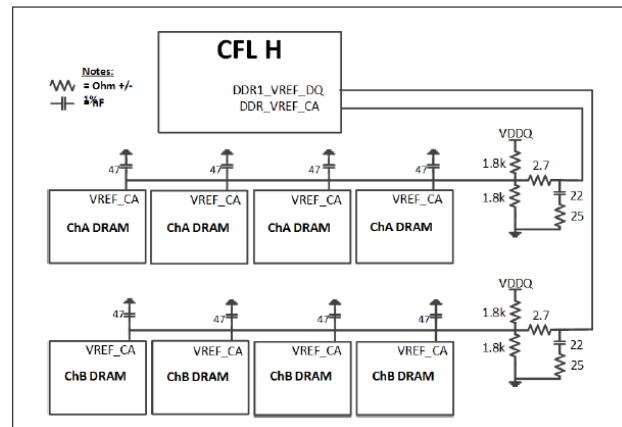 CFL H
Notes:
= Ohm +/-
1%
= nF
DDR1_VREF_DQ
DDR_VREF_CA
VDDQ
47 47 47 47
1.8k 2.7
VREF_CA VREF_CA VREF_CA VREF_CA
1.8k 22
ChA DRAM ChA DRAM ChA DRAM ChA DRAM
25
VDDQ
47 47 47 47
1.8k 2.7
VREF_CA VREF_CA VREF_CA VREF_CA
1.8k 22
25
ChB DRAM ChB DRAM ChB DRAM ChB DRAM